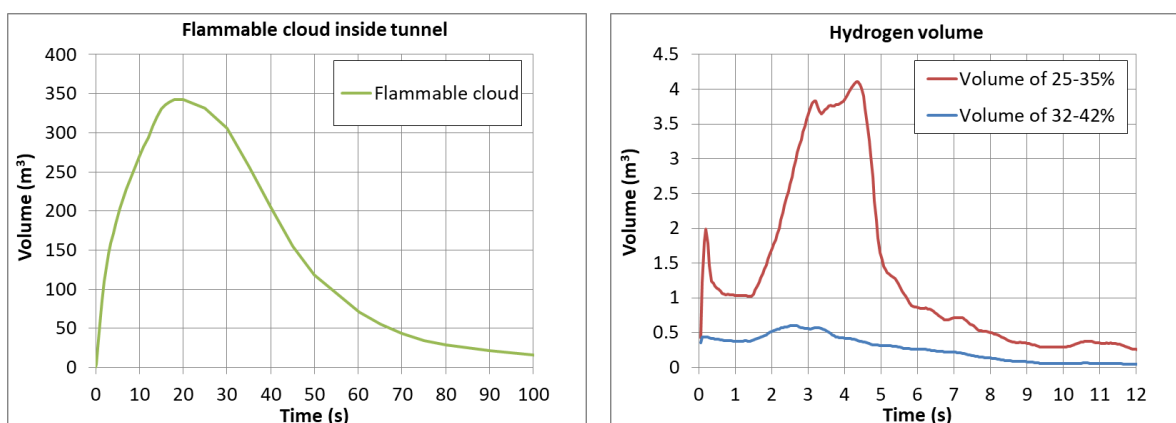 Flammable cloud inside tunnel
400
350
300
250
200
150
100
50
0
Volume (m³)
Flammable cloud
0 10 20 30 40 50 60 70 80 90 100
Time (s)
Hydrogen volume
4.5
4
3.5
3
2.5
2
1.5
1
0.5
0
Volume (m³)
Volume of 25-35%
Volume of 32-42%
0 1 2 3 4 5 6 7 8 9 10 11 12
Time (s)